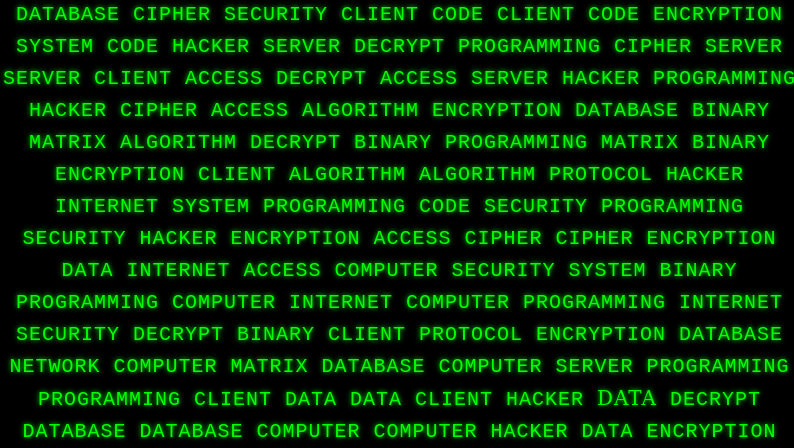 DATABASE CIPHER SECURITY CLIENT CODE CLIENT CODE ENCRYPTION
SYSTEM CODE HACKER SERVER DECRYPT PROGRAMMING CIPHER SERVER
SERVER CLIENT ACCESS DECRYPT ACCESS SERVER HACKER PROGRAMMING
HACKER CIPHER ACCESS ALGORITHM ENCRYPTION DATABASE BINARY
MATRIX ALGORITHM DECRYPT BINARY PROGRAMMING MATRIX BINARY
ENCRYPTION CLIENT ALGORITHM ALGORITHM PROTOCOL HACKER
INTERNET SYSTEM PROGRAMMING CODE SECURITY PROGRAMMING
SECURITY HACKER ENCRYPTION ACCESS CIPHER CIPHER ENCRYPTION
DATA INTERNET ACCESS COMPUTER SECURITY SYSTEM BINARY
PROGRAMMING COMPUTER INTERNET COMPUTER PROGRAMMING INTERNET
SECURITY DECRYPT BINARY CLIENT PROTOCOL ENCRYPTION DATABASE
NETWORK COMPUTER MATRIX DATABASE COMPUTER SERVER PROGRAMMING
PROGRAMMING CLIENT DATA DATA CLIENT HACKER DATA DECRYPT
DATABASE DATABASE COMPUTER COMPUTER HACKER DATA ENCRYPTION